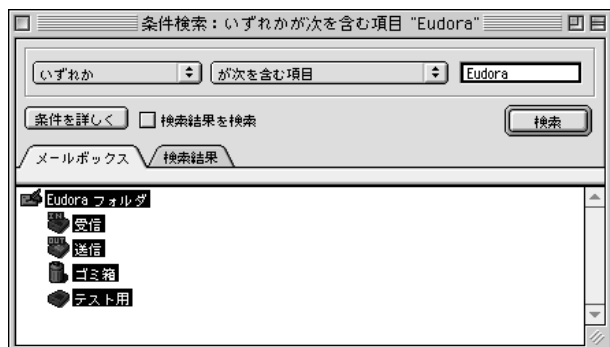 条件検索：いずれかが次を含む項目 "Eudora"
いずれか が次を含む項目 Eudora
条件を詳しく 検索結果を検索 検索
メールボックス 検索結果
Eudora フォルダ
IN 受信
OUT 送信
ゴミ箱
テスト用